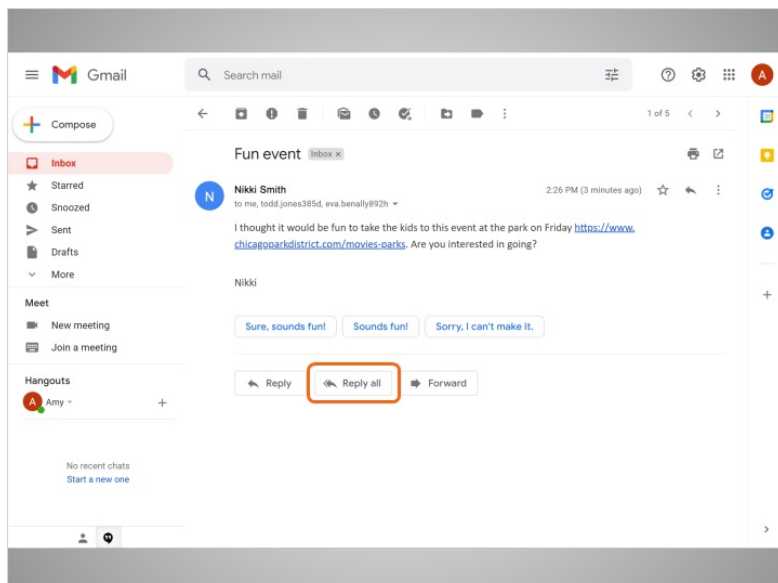 Gmail
Search mail
A
Compose
1 of 5
Inbox
Starred
Snoozed
Sent
Drafts
More
Fun event Inbox x
N
Nikki Smith
2:26 PM (3 minutes ago)
to me, todd.jones385d, eva.benally892h
I thought it would be fun to take the kids to this event at the park on Friday https://www.
chicagoparkdistrict.com/movies-parks. Are you interested in going?
Nikki
Sure, sounds fun! Sounds fun! Sorry, I can't make it.
Reply Reply all Forward
Meet
New meeting
Join a meeting
Hangouts
A Amy
No recent chats
Start a new one